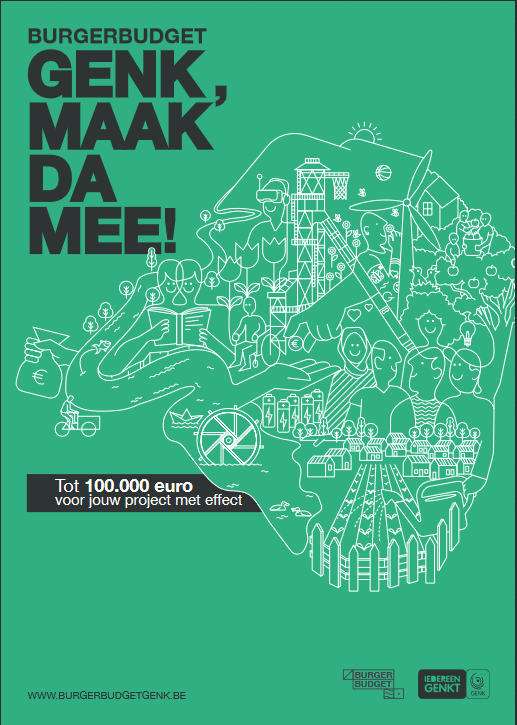 BURGERBUDGET
GENK,
MAAK
DA
MEE!
€
€
Tot 100.000 euro
voor jouw project met effect
WWW.BURGERBUDGETGENK.BE
BURGER
BUDGET
IEDEREEN
GENKT
GENK